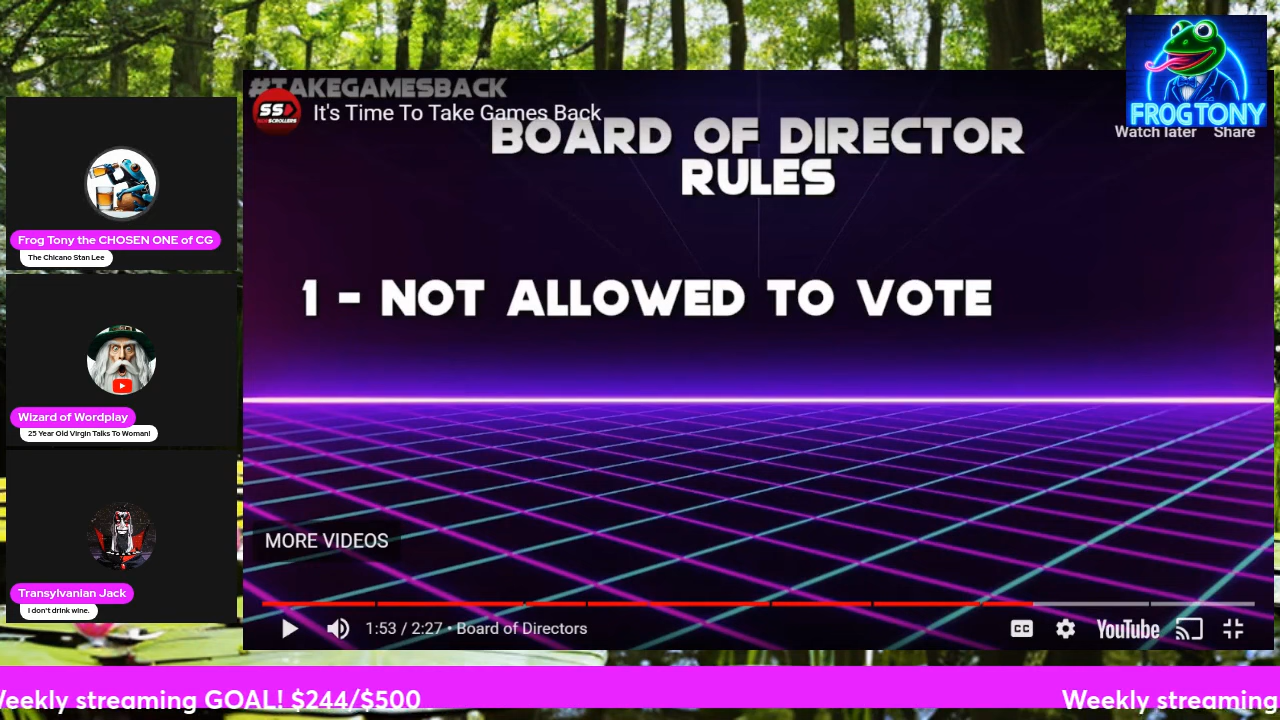 #TAKEGAMESBACK
SS
SIDESCROLLERS
It's Time To Take Games Back
BOARD OF DIRECTOR
RULES
Watch later Share
FROGTONY
1 - NOT ALLOWED TO VOTE
Frog Tony the CHOSEN ONE of CG
The Chicano Stan Lee
Wizard of Wordplay
25 Year Old Virgin Talks To Woman!
Transylvanian Jack
I don't drink wine.
MORE VIDEOS
1:53 / 2:27 • Board of Directors
CC
YouTube
eekly streaming GOAL! $244/$500
Weekly streaming